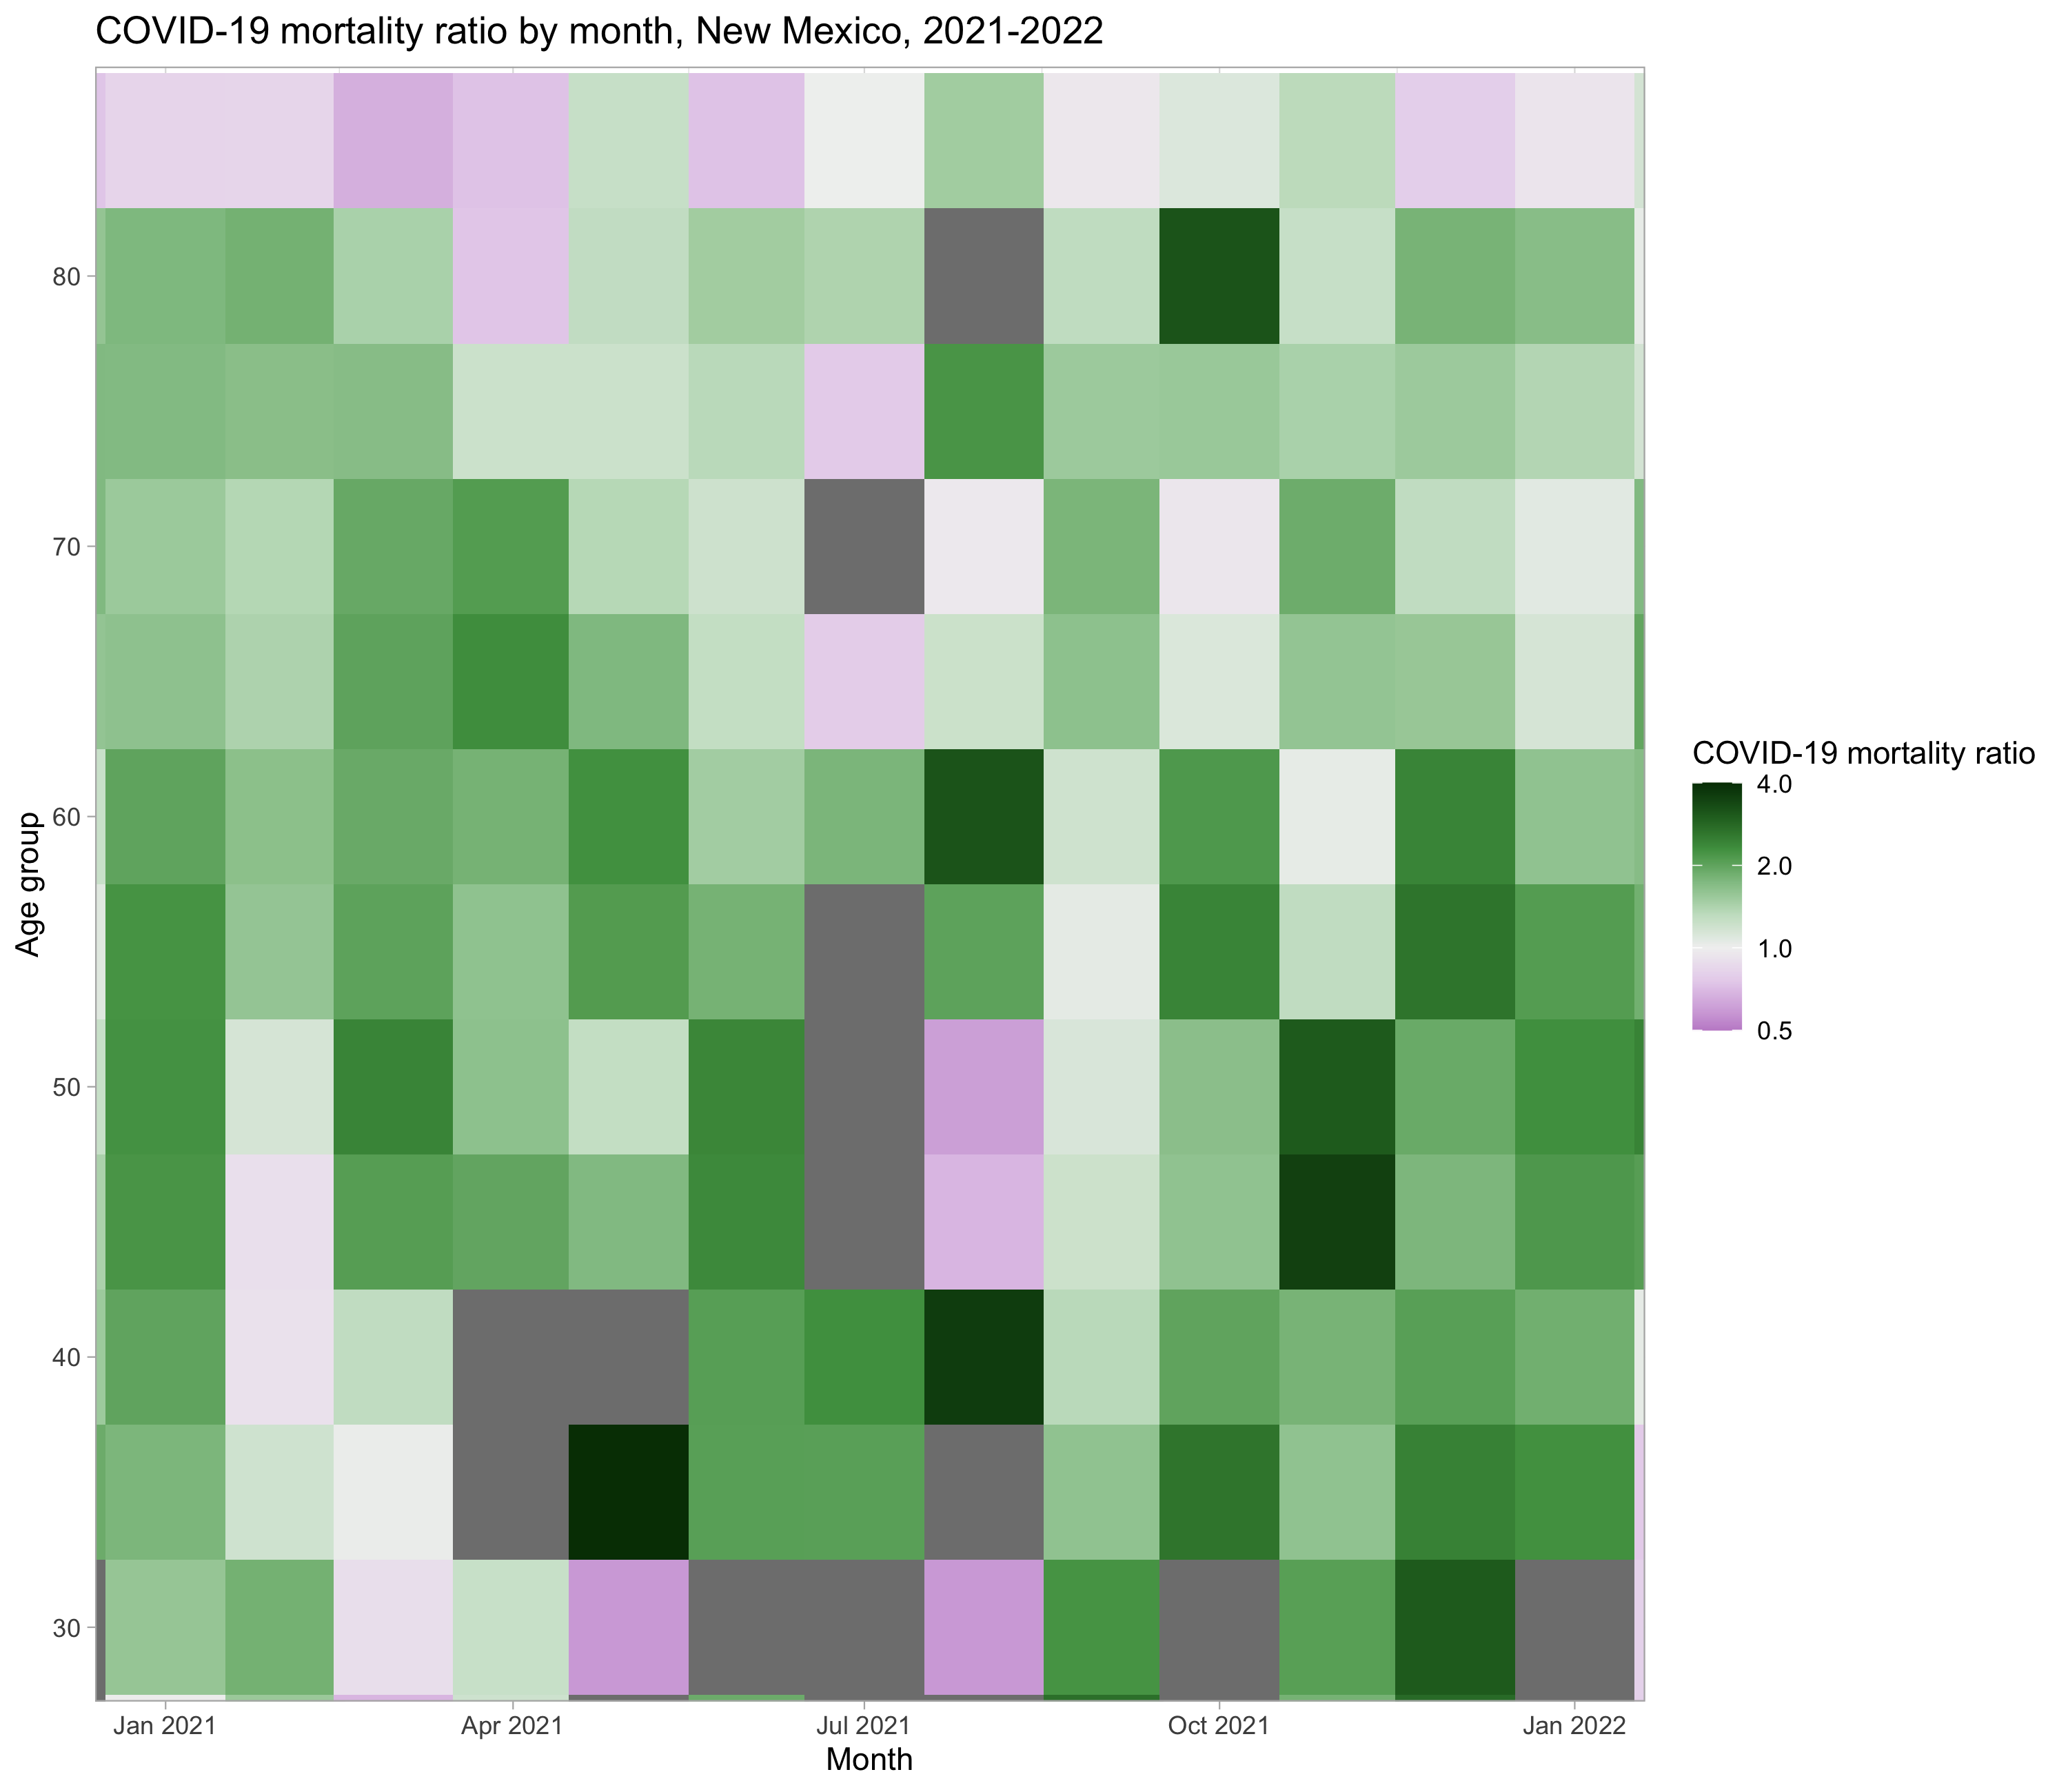 COVID-19 mortality ratio by month, New Mexico, 2021-2022
80
70
60
50
40
30
Age group
Jan 2021
Apr 2021
Jul 2021
Oct 2021
Jan 2022
Month
COVID-19 mortality ratio
4.0
2.0
1.0
0.5